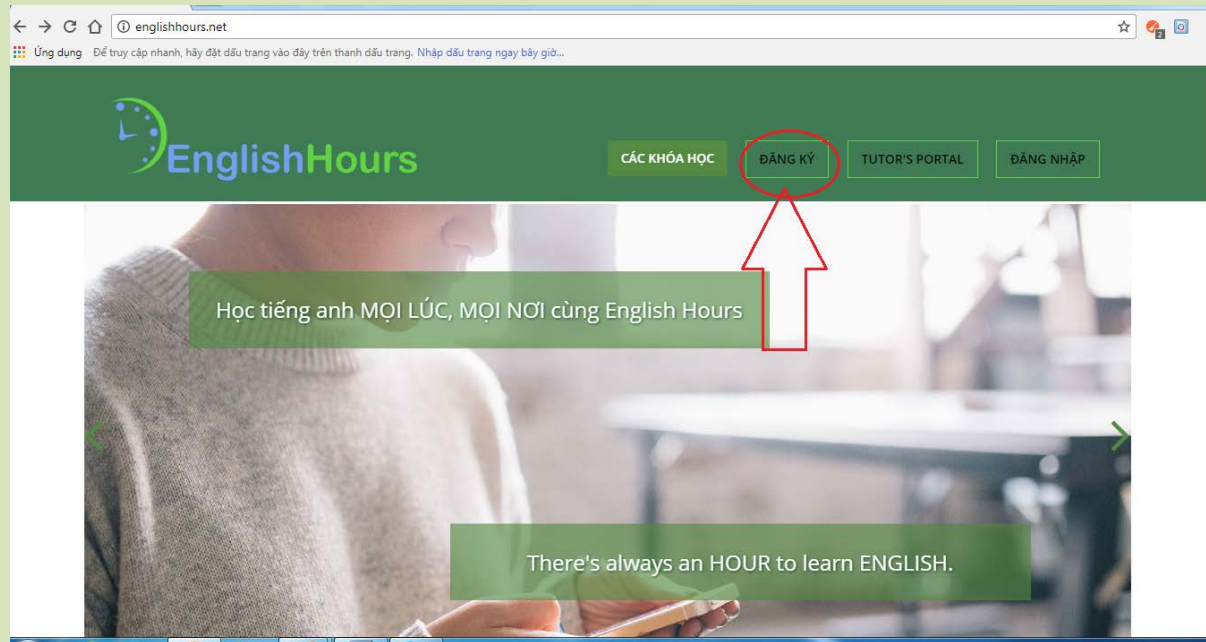 englishhours.net
Ứng dụng Để truy cập nhanh, hãy đặt dấu trang vào đây trên thanh dấu trang. Nhập dấu trang ngay bây giờ...
EnglishHours
CÁC KHÓA HỌC ĐĂNG KÝ TUTOR'S PORTAL ĐĂNG NHẬP
Học tiếng anh MỌI LÚC, MỌI NƠI cùng English Hours
There's always an HOUR to learn ENGLISH.